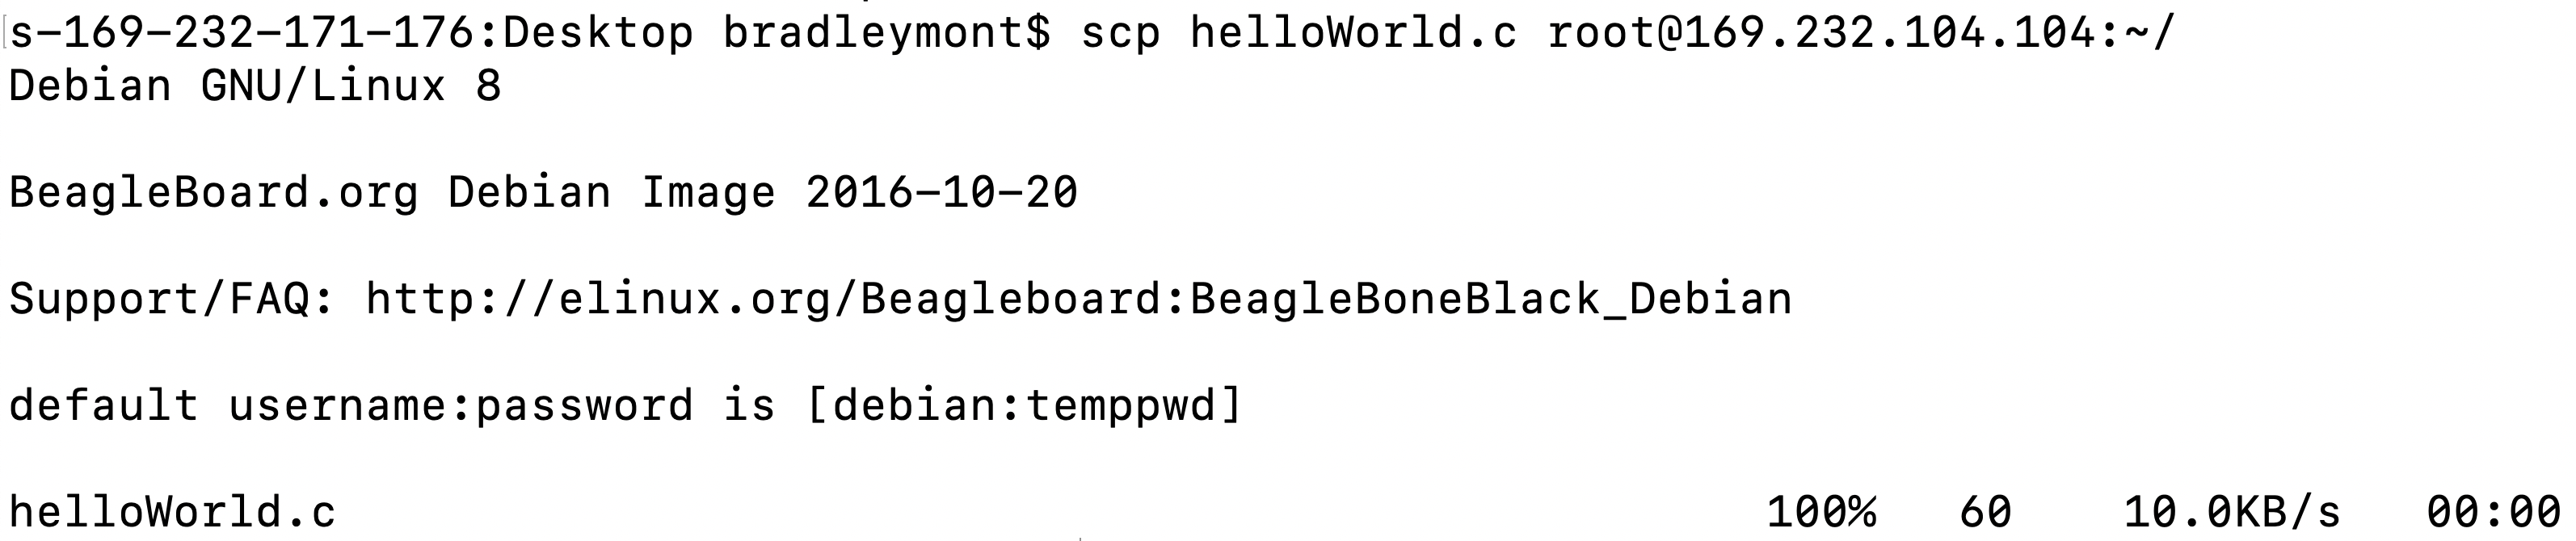 s-169-232-171-176:Desktop bradleymont$ scp helloWorld.c root@169.232.104.104:~/
Debian GNU/Linux 8
BeagleBoard.org Debian Image 2016-10-20
Support/FAQ: http://elinux.org/Beagleboard:BeagleBoneBlack_Debian
default username:password is [debian:temppwd]
helloWorld.c 100% 60 10.0KB/s 00:00